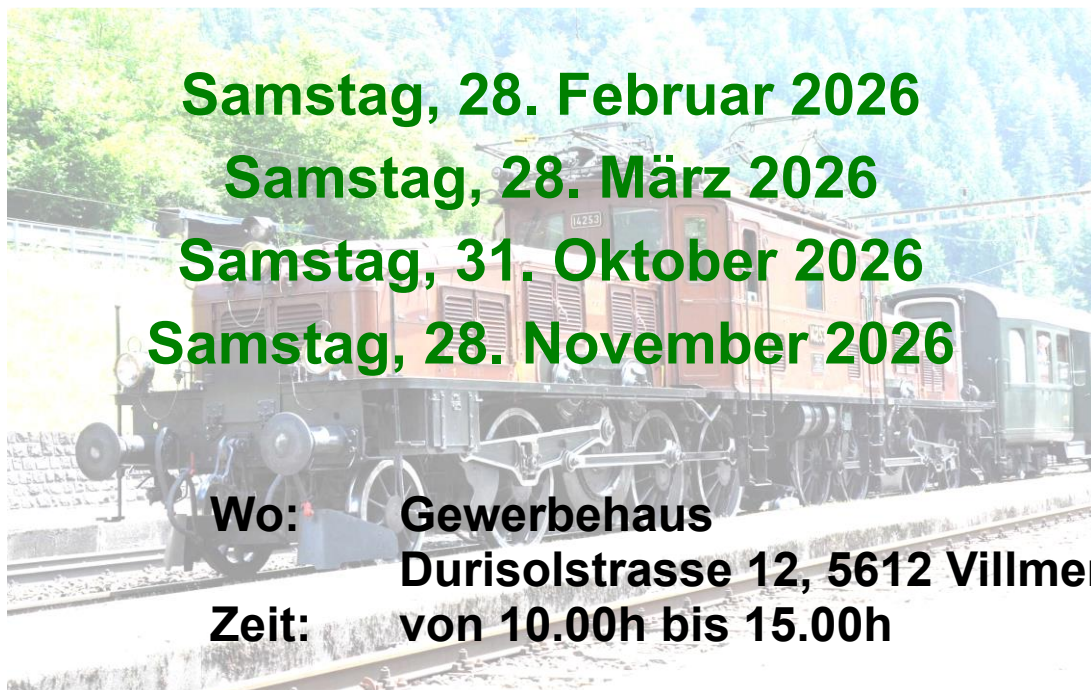 Samstag, 28. Februar 2026
Samstag, 28. März 2026
14253
Samstag, 31. Oktober 2026
Samstag, 28. November 2026
Wo: Gewerbehaus
Durisolstrasse 12, 5612 Villmer
Zeit: von 10.00h bis 15.00h